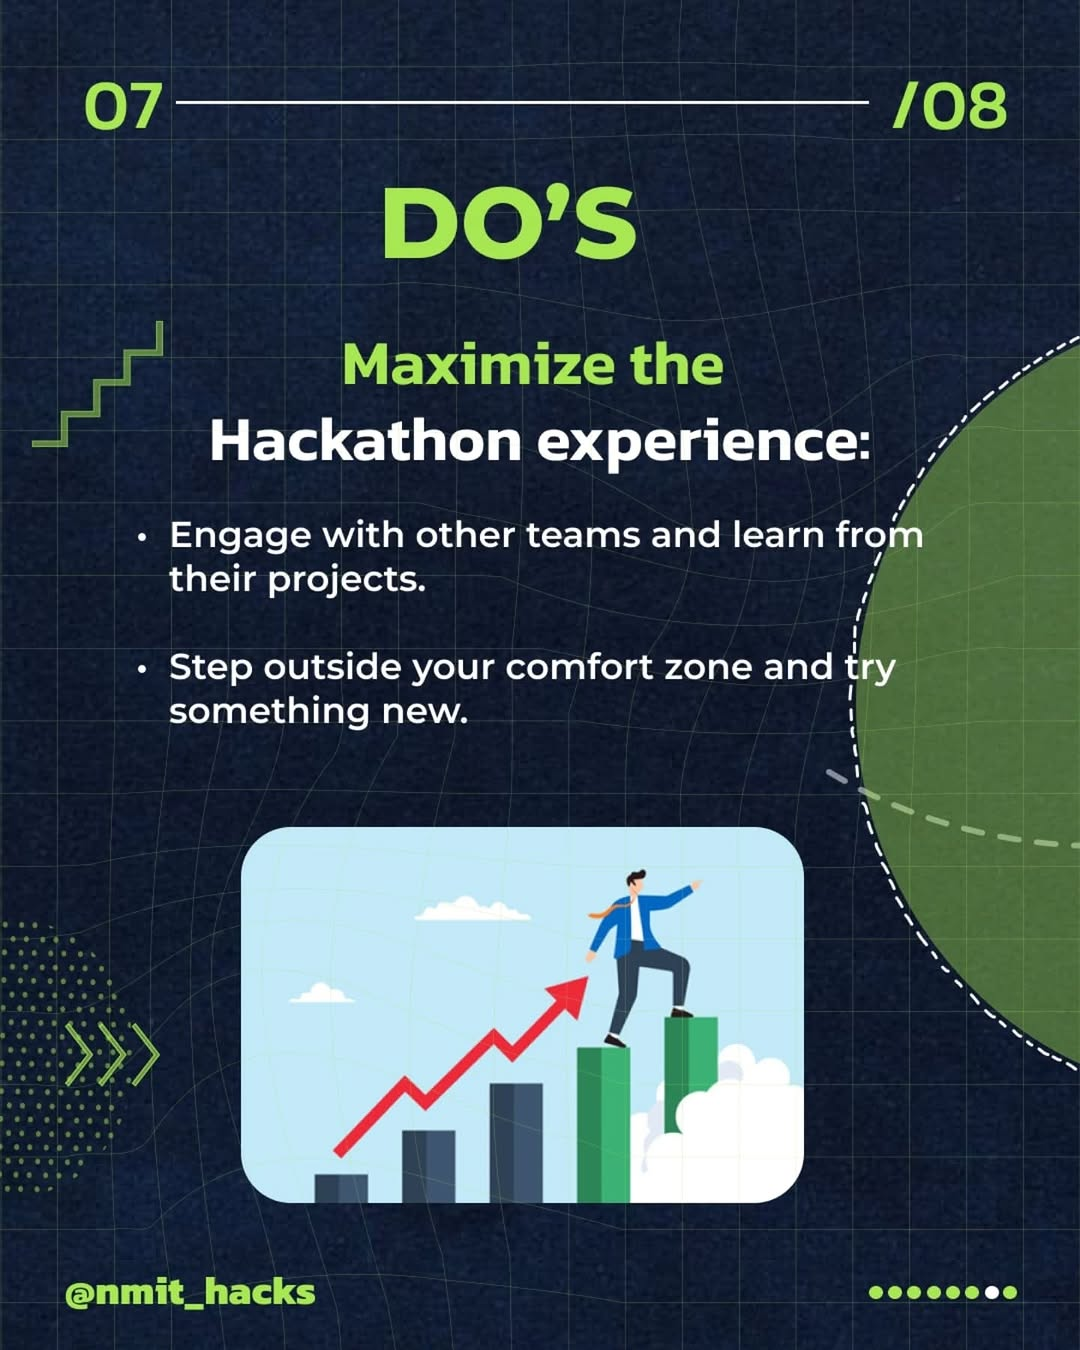 07 /08
DO’S
Maximize the
Hackathon experience:
• Engage with other teams and learn from
their projects.
• Step outside your comfort zone and try
something new.
@nmit_hacks